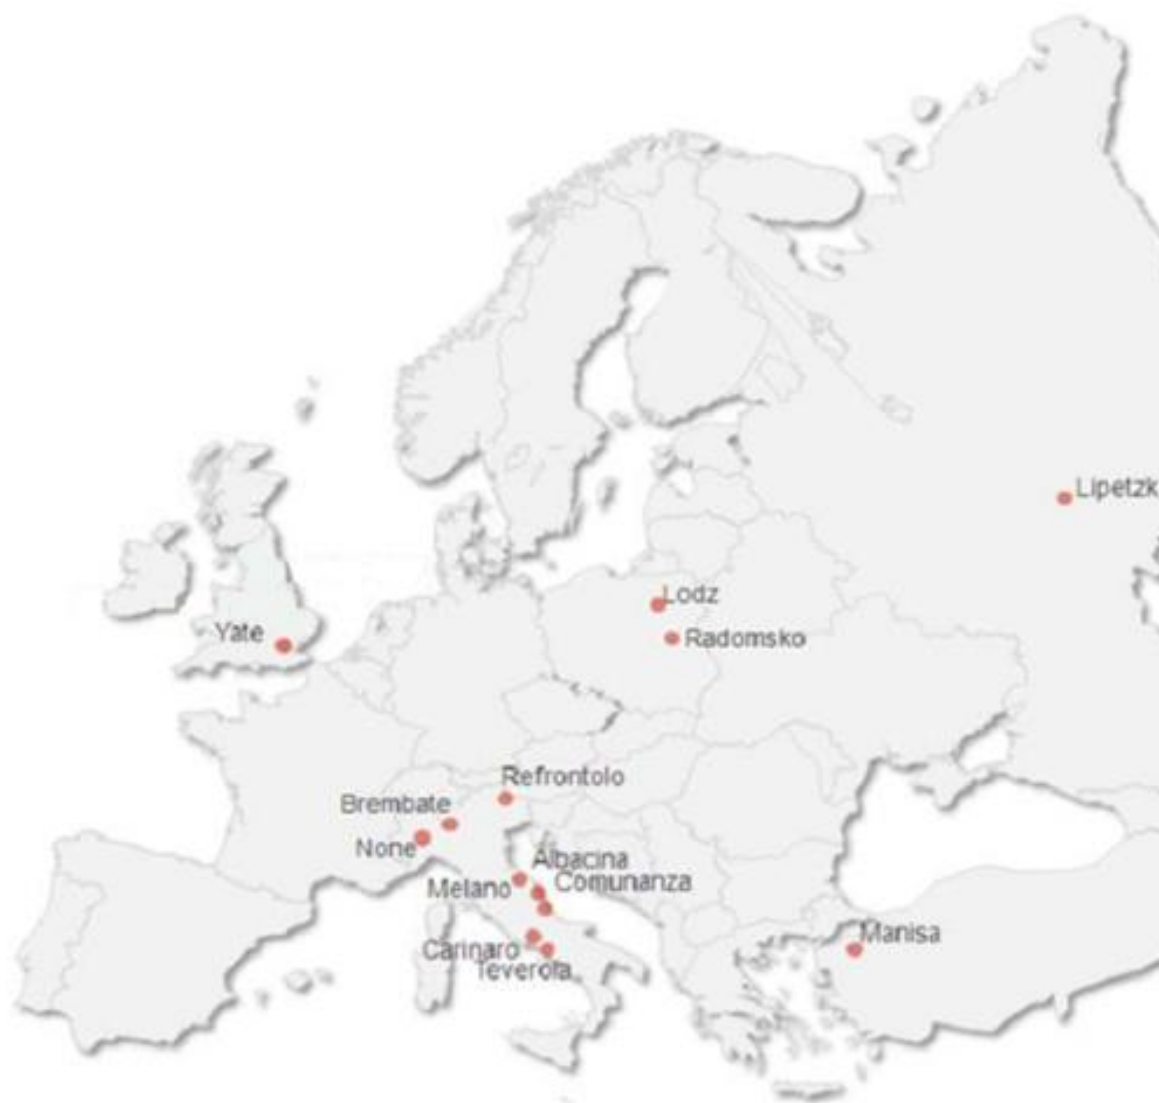 Lipetzk
Lodz
Yate
Radomsko
Refrontolo
Brembate
None
Albacina
Melano
Comunanza
Manisa
Carinaro
Teverola